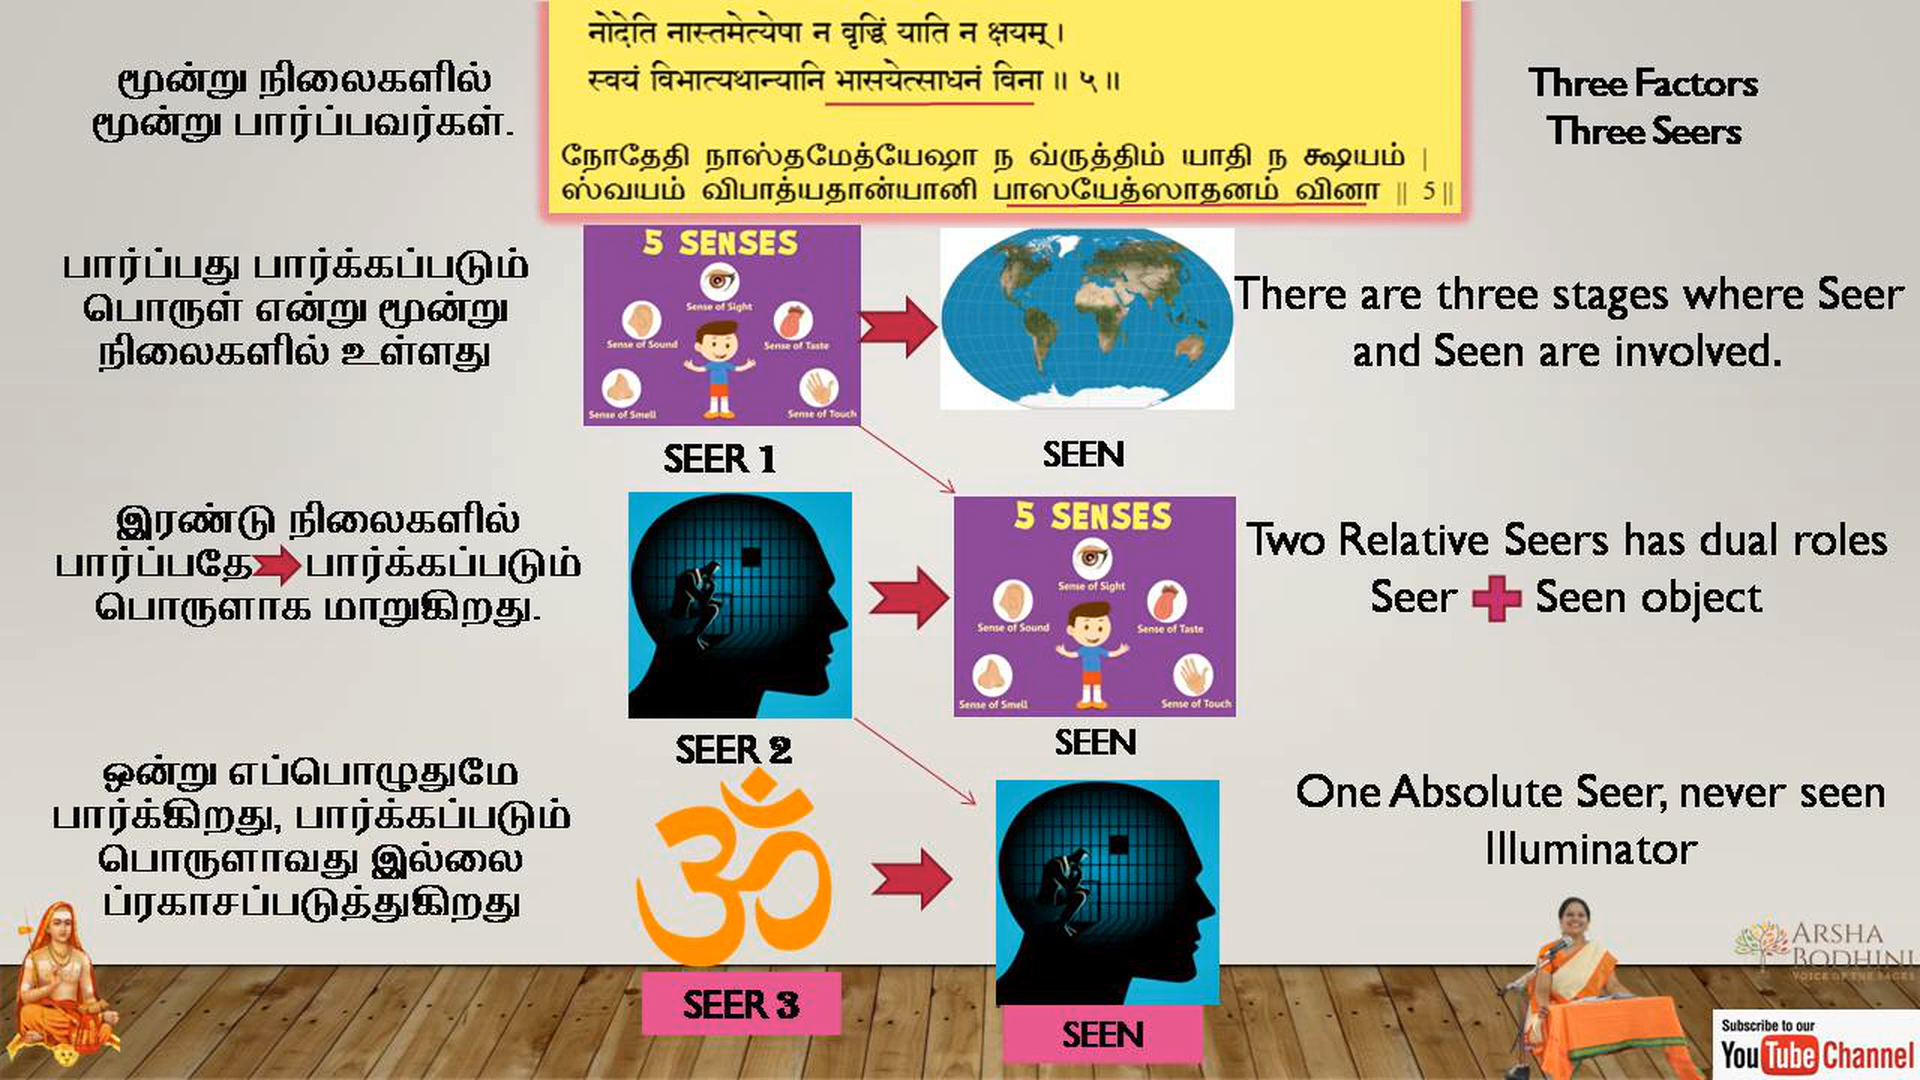 नोदेति नास्तमेत्येषा न वृद्धिं याति न क्षयम् ।
स्वयं विभात्यथान्यानि भासयेत्साधनं विना ॥ ५ ॥
நோதேதி நாஸ்தமேத்யேஷா ந வ்ருத்திம் யாதி ந க்ஷயம் |
ஸ்வயம் விபாத்யதான்யானி பாஸயேத்ஸாதனம் வினா || 5 ||
மூன்று நிலைகளில்
மூன்று பார்ப்பவர்கள்.
Three Factors
Three Seers
பார்ப்பது பார்க்கப்படும்
பொருள் என்று மூன்று
நிலைகளில் உள்ளது
5 SENSES
Sense of Sight
Sense of Sound
Sense of Taste
Sense of Smell
Sense of Touch
SEER 1
SEEN
There are three stages where Seer
and Seen are involved.
இரண்டு நிலைகளில்
பார்ப்பதே பார்க்கப்படும்
பொருளாக மாறுகிறது.
SEER 2
5 SENSES
Sense of Sight
Sense of Sound
Sense of Taste
Sense of Smell
Sense of Touch
SEEN
Two Relative Seers has dual roles
Seer Seen object
ஒன்று எப்பொழுதுமே
பார்க்கிறது, பார்க்கப்படும்
பொருளாவது இல்லை
ப்ரகாசப்படுத்துகிறது
ॐ
SEER 3
SEEN
One Absolute Seer, never seen
Illuminator
ARSHA
BODHINI
VOICE OF THE SAGES
Subscribe to our
YouTube Channel